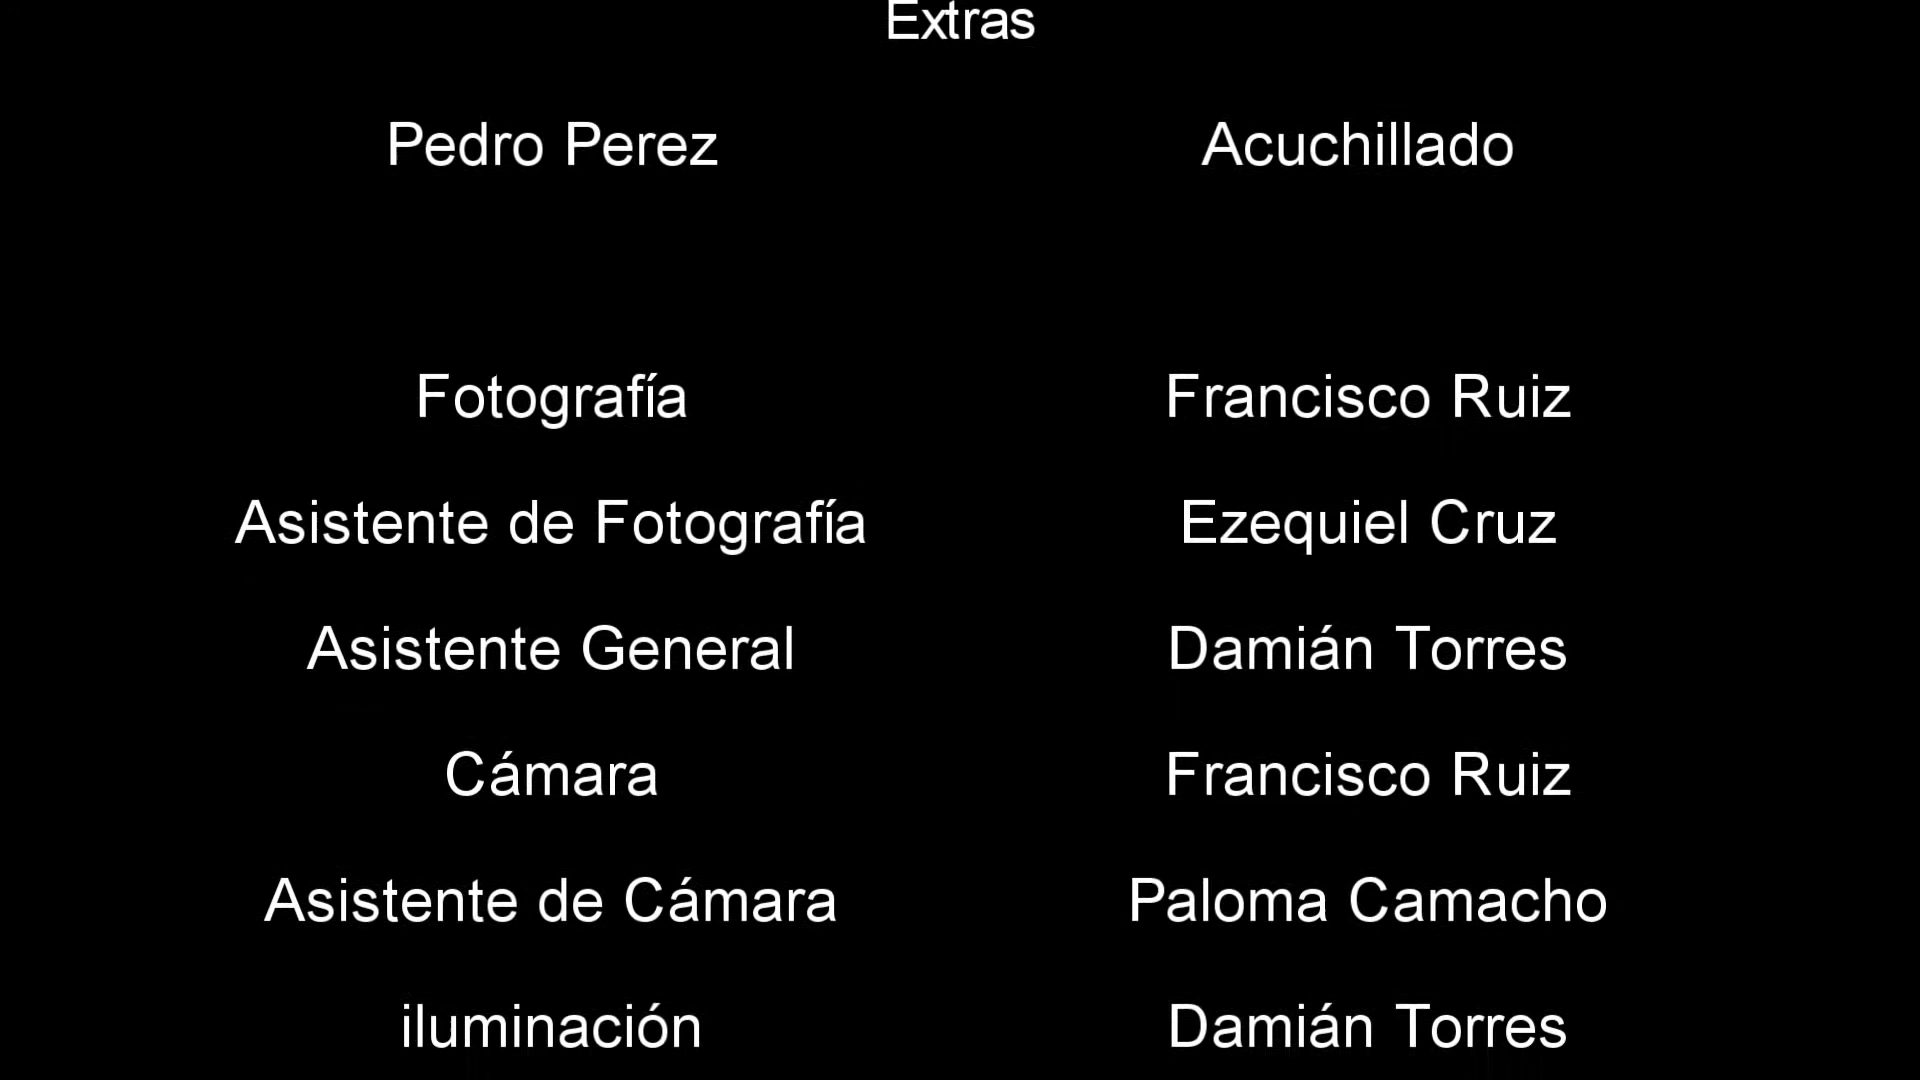 Extras
Pedro Perez Acuchillado
Fotografía Francisco Ruiz
Asistente de Fotografía Ezequiel Cruz
Asistente General Damián Torres
Cámara Francisco Ruiz
Asistente de Cámara Paloma Camacho
iluminación Damián Torres